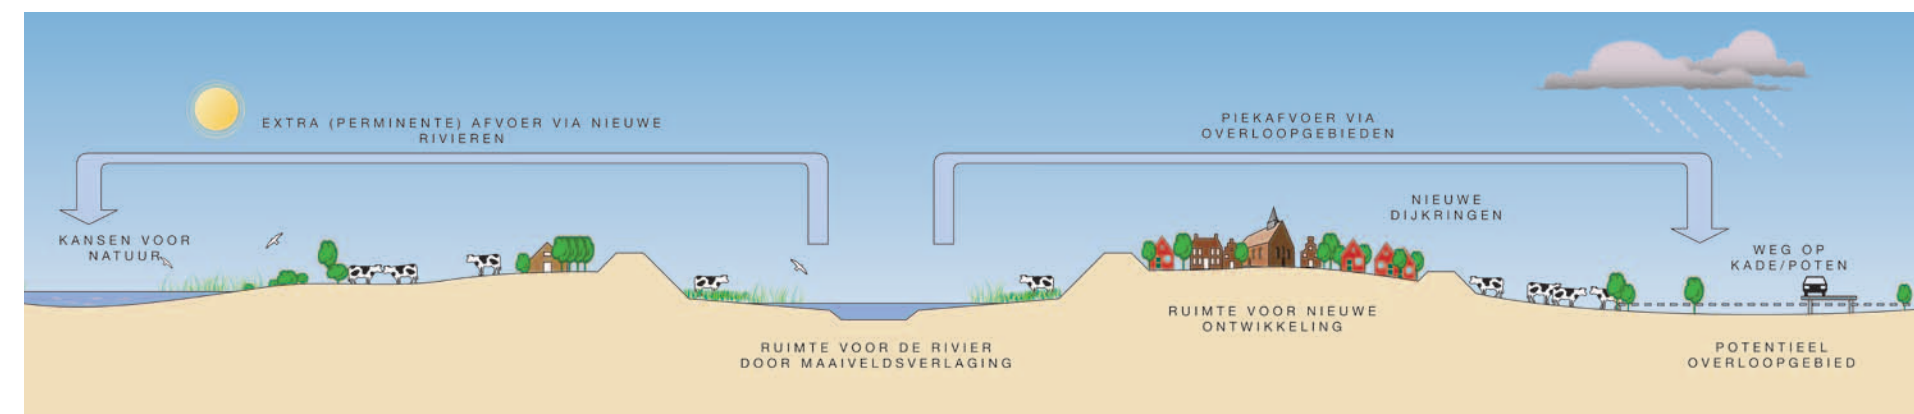 EXTRA (PERMINENTE) AFVOER VIA NIEUWE
RIVIEREN
PIEKAFVOER VIA
OVERLOOPGEBIEDEN
NIEUWE
DIJKRINGEN
KANSEN VOOR
NATUUR
WEG OP
KADE/POTEN
RUIMTE VOOR NIEUWE
ONTWIKKELING
RUIMTE VOOR DE RIVIER
DOOR MAAIVELDSVERLAGING
POTENTIEEL
OVERLOOPGEBIED